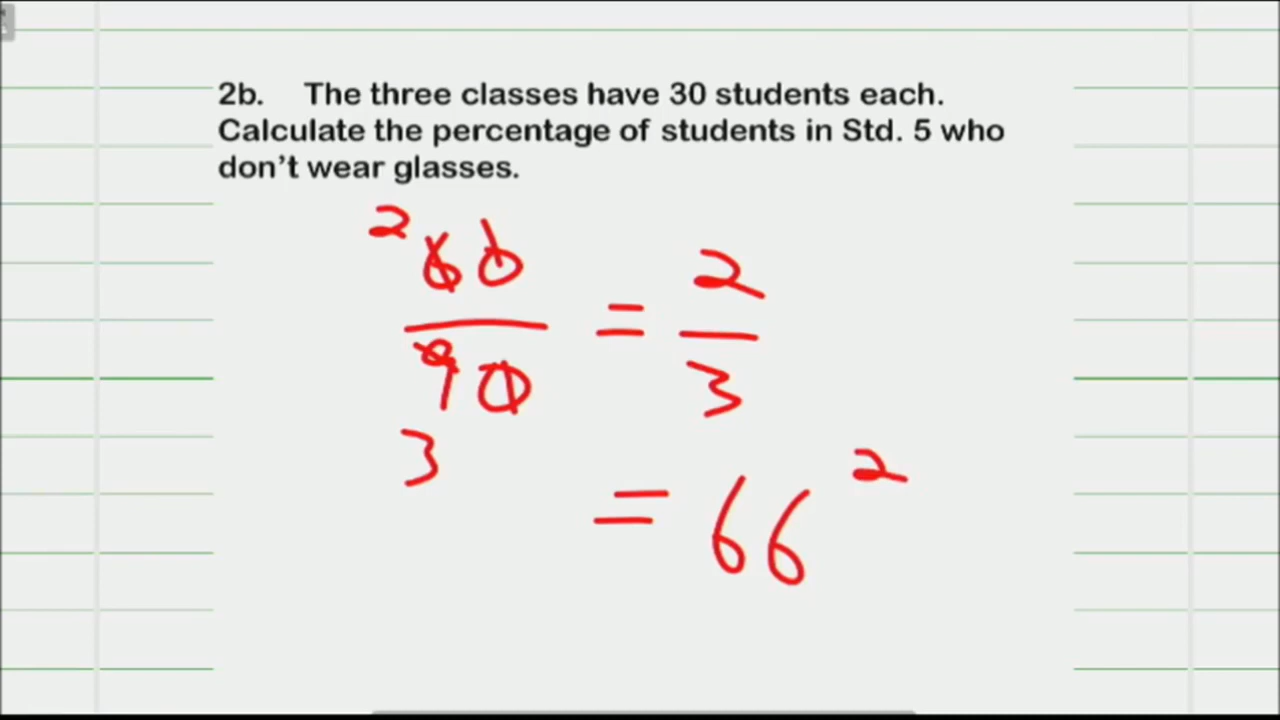 2b. The three classes have 30 students each.
Calculate the percentage of students in Std. 5 who
don't wear glasses.
2
60 = 2
90 3
3
= 66 2